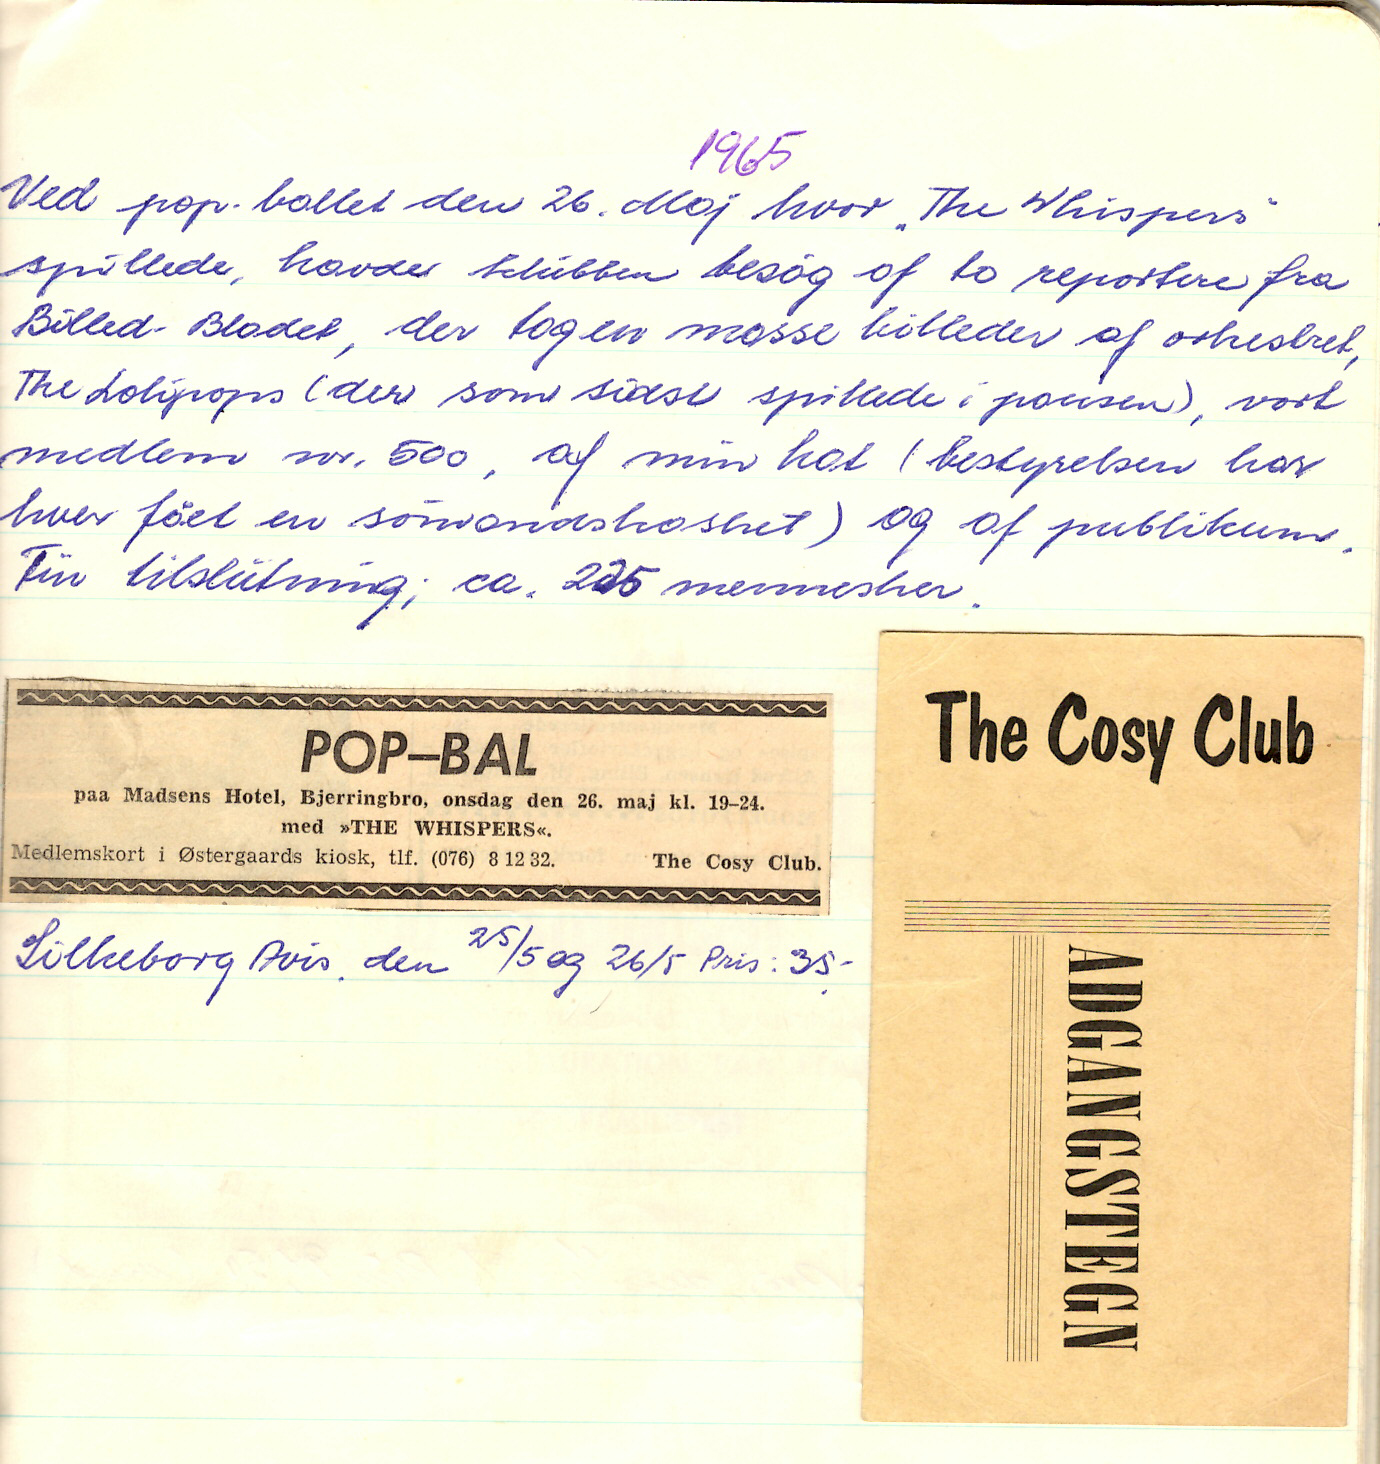 1965
Ved pop-ballet den 26. Maj hvor „The Whispers"
spillede, havde klubben besøg af to reportere fra
Billed-Bladet, der tog en masse billeder af orkestret,
The Lolipops (der som sidst spillede i pausen), vort
medlem nr. 500, af min hat (bestyrelsen har
hver fået en sømandskasket) og af publikum.
Fin tilslutning; ca. 225 mennesker.
POP-BAL
paa Madsens Hotel, Bjerringbro, onsdag den 26. maj kl. 19-24.
med »THE WHISPERS«.
Medlemskort i Østergaards kiosk, tlf. (076) 8 12 32. The Cosy Club.
Silkeborg Avis. den 25/5 og 26/5 Pris: 35,-
The Cosy Club
ADGANGSTEGN